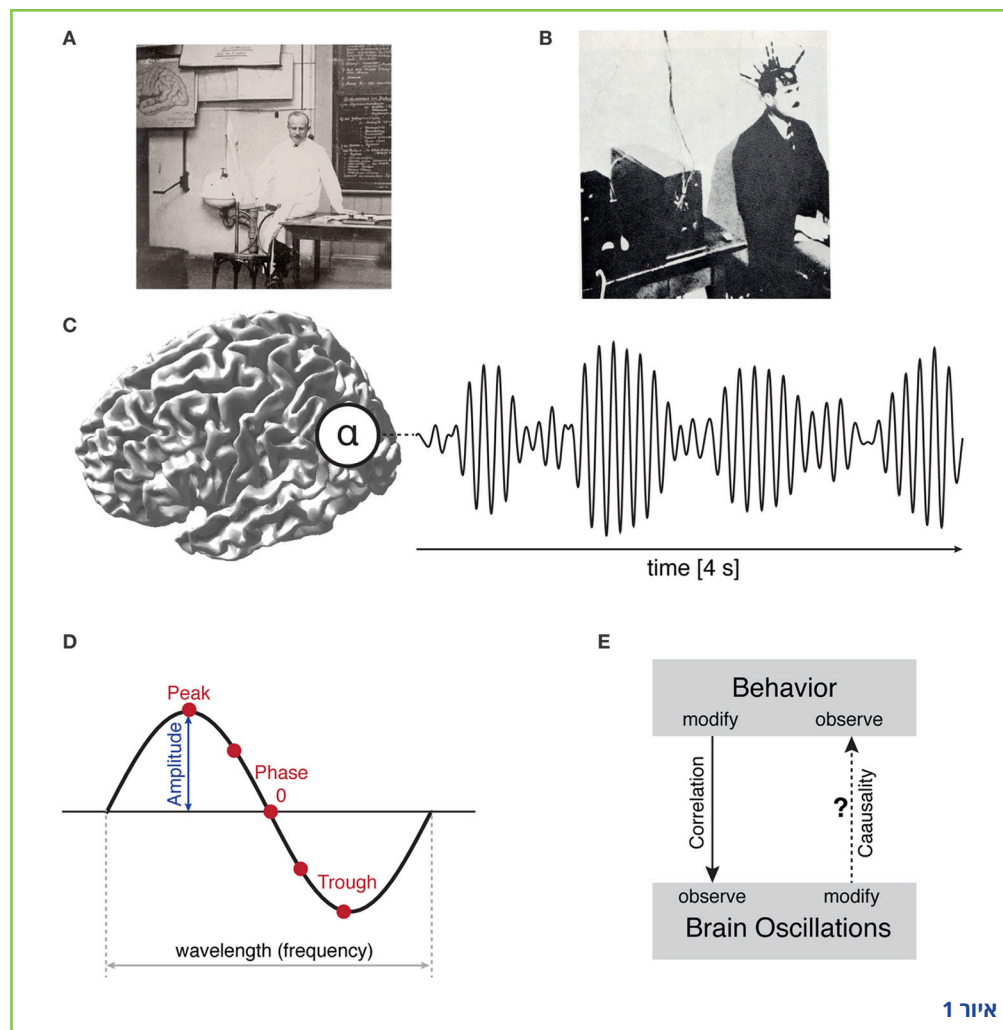 A
B
C
α
time [4 s]
D
Peak
Amplitude
Phase
0
Trough
wavelength (frequency)
E
Behavior
modify observe
Correlation
?
Caausality
observe modify
Brain Oscillations
איור 1